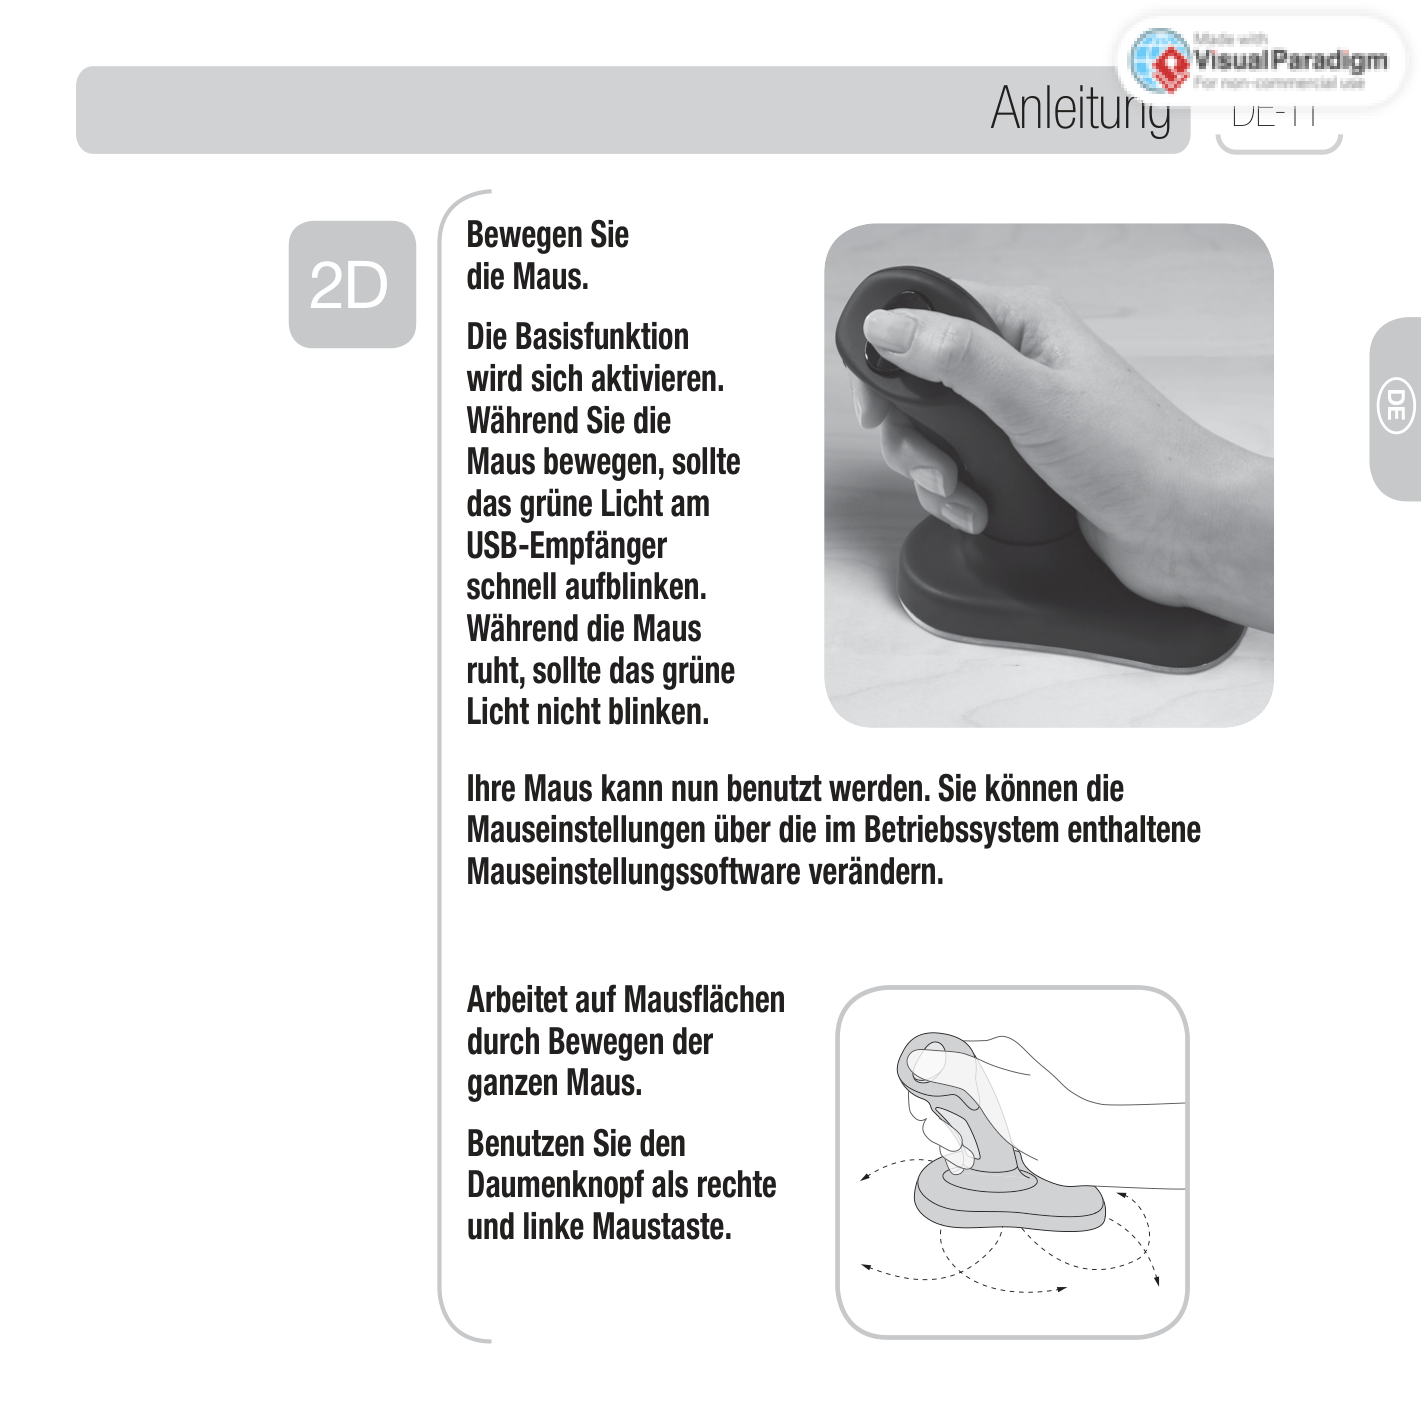 Made with
VisualParadigm
For non-commercial use
Anleitung
DE-11
2D
Bewegen Sie
die Maus.
Die Basisfunktion
wird sich aktivieren.
Während Sie die
Maus bewegen, sollte
das grüne Licht am
USB-Empfänger
schnell aufblinken.
Während die Maus
ruht, sollte das grüne
Licht nicht blinken.
DE
Ihre Maus kann nun benutzt werden. Sie können die
Mauseinstellungen über die im Betriebssystem enthaltene
Mauseinstellungssoftware verändern.
Arbeitet auf Mausflächen
durch Bewegen der
ganzen Maus.
Benutzen Sie den
Daumenknopf als rechte
und linke Maustaste.